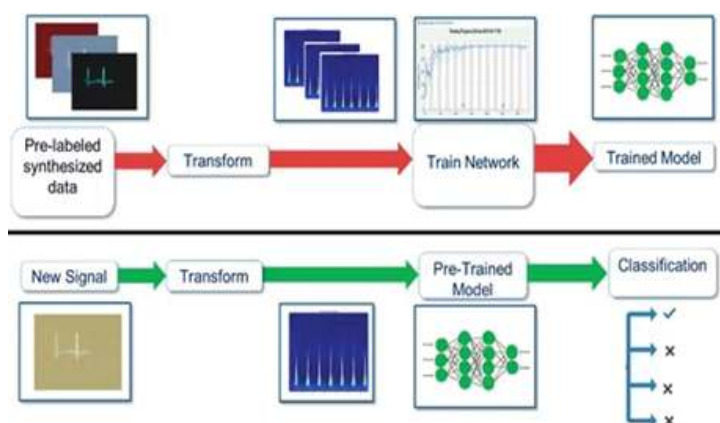 Pre-labeled
synthesized
data
Transform
Train Network
Trained Model
New Signal
Transform
Pre-Trained
Model
Classification